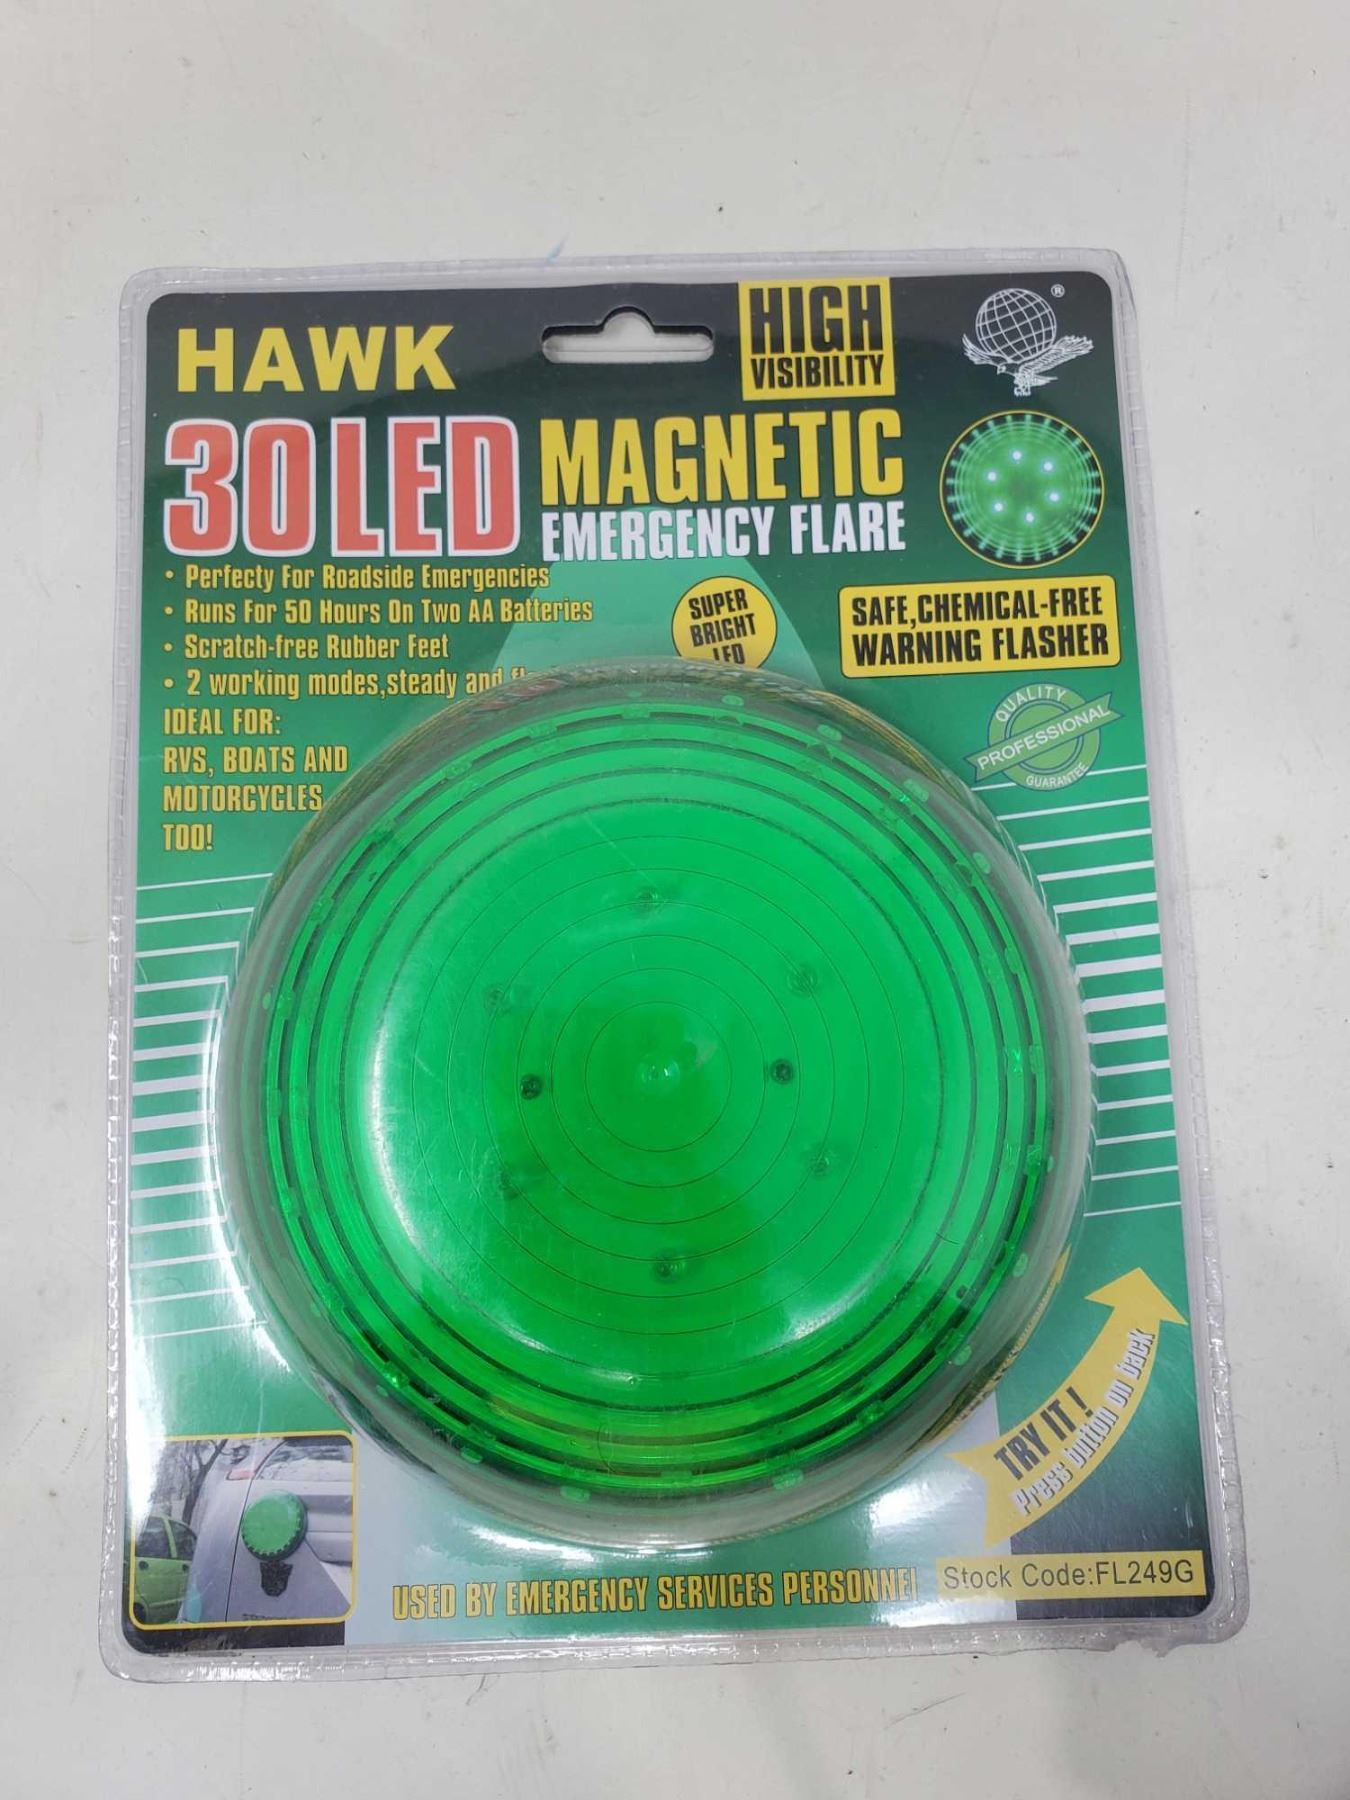 HAWK
HIGH
VISIBILITY
®
30 LED
MAGNETIC
EMERGENCY FLARE
• Perfecty For Roadside Emergencies
• Runs For 50 Hours On Two AA Batteries
• Scratch-free Rubber Feet
• 2 working modes,steady and
IDEAL FOR:
RVS, BOATS AND
MOTORCYCLES
TOO!
SUPER
BRIGHT
LED
SAFE,CHEMICAL-FREE
WARNING FLASHER
QUALITY
PROFESSIONAL
GUARANTEE
TRY IT !
Press button on back
USED BY EMERGENCY SERVICES PERSONNEL
Stock Code:FL249G